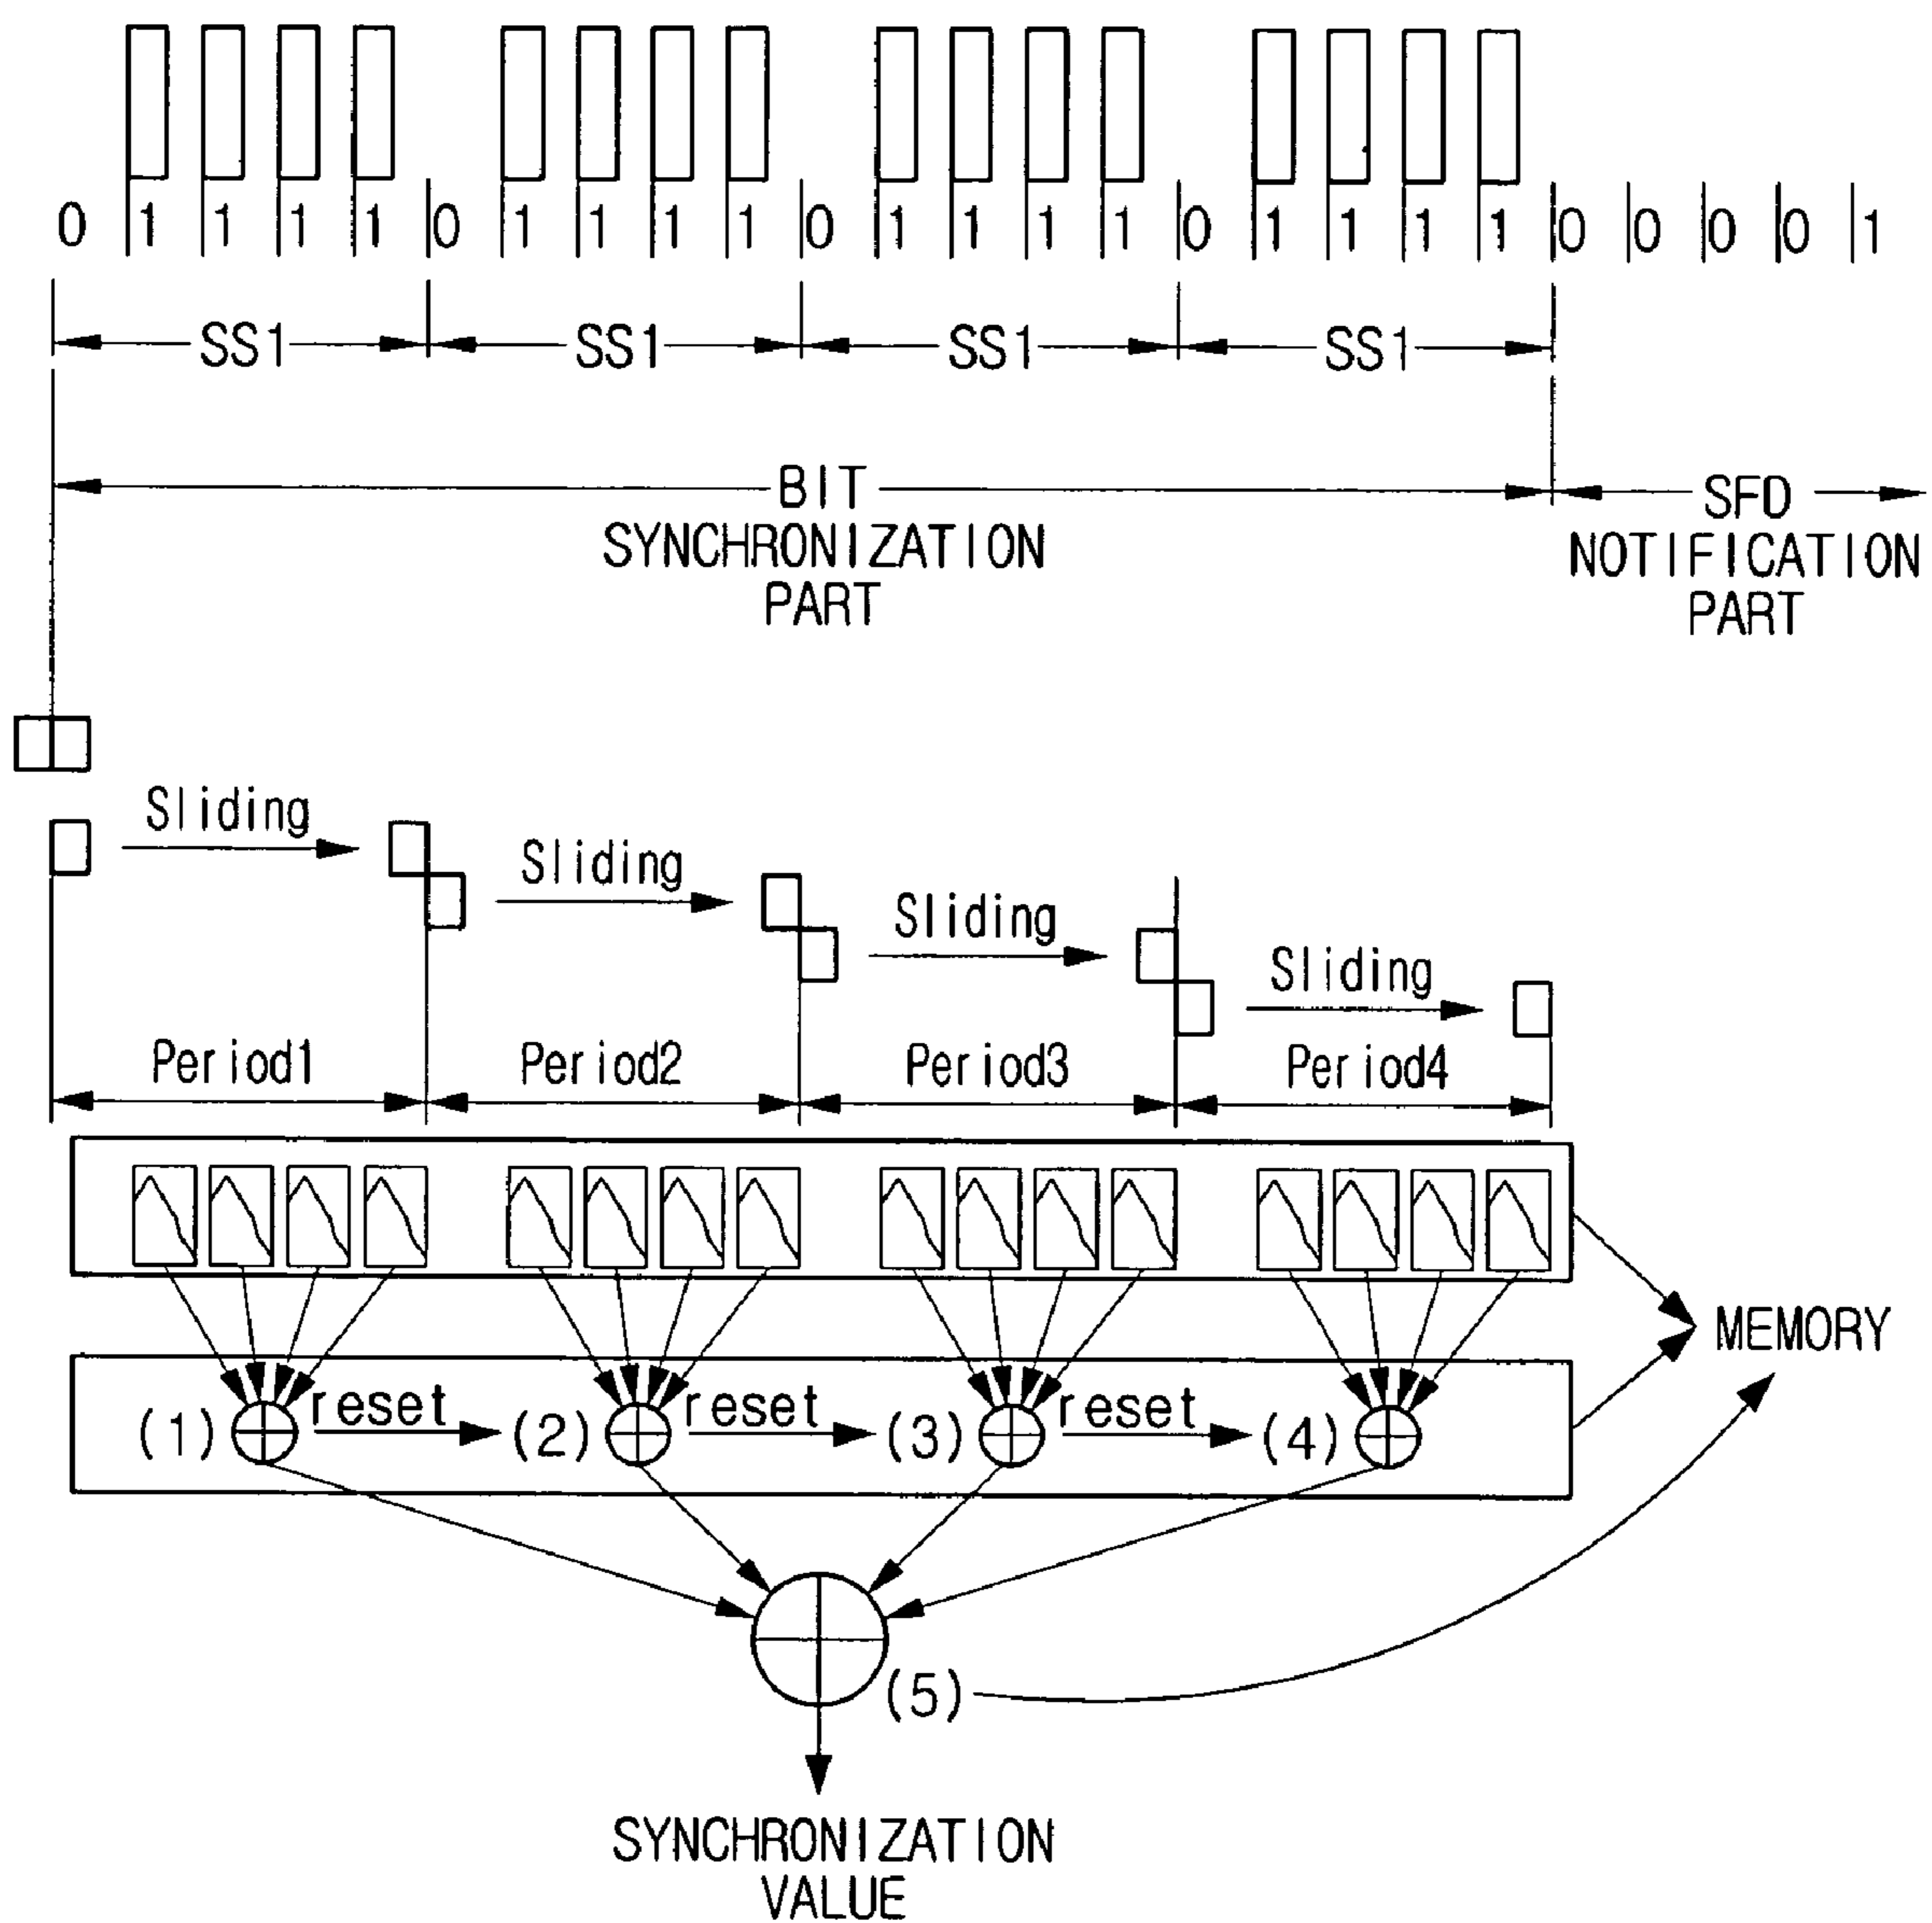 0 1 1 1 1 0 1 1 1 1 0 1 1 1 1 0 1 1 1 1 0 0 0 0 1
SS1 SS1 SS1 SS1
BIT
SYNCHRONIZATION
PART
SFD
NOTIFICATION
PART
Sliding
Sliding
Sliding
Sliding
Period1 Period2 Period3 Period4
MEMORY
(1) reset (2) reset (3) reset (4)
(5)
SYNCHRONIZATION
VALUE